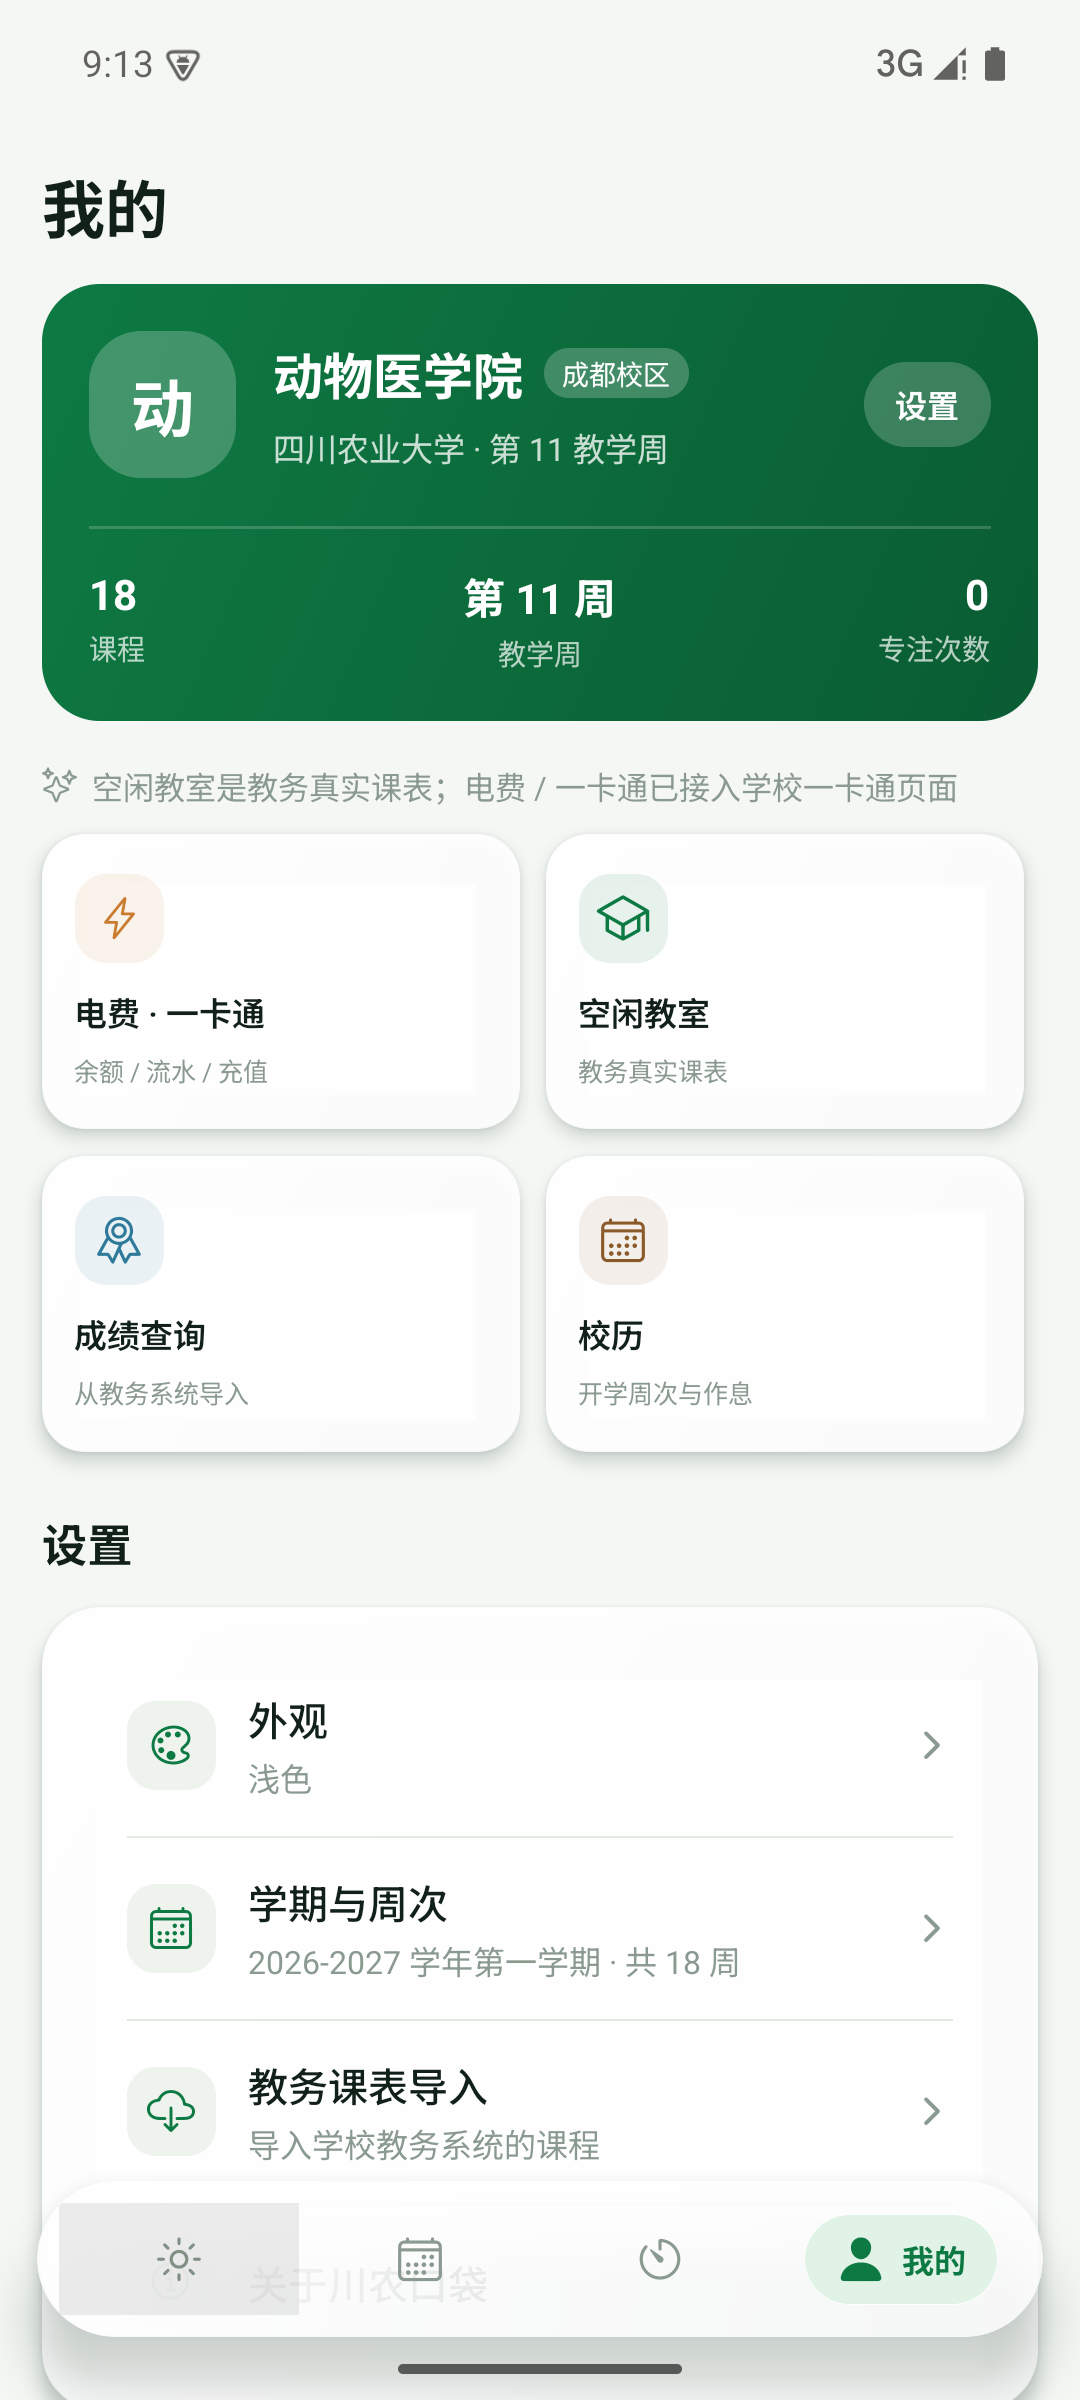 9:13
3G
我的
动
动物医学院
成都校区
四川农业大学 · 第 11 教学周
设置
18
课程
第 11 周
教学周
0
专注次数
空闲教室是教务真实课表；电费 / 一卡通已接入学校一卡通页面
电费 · 一卡通
余额 / 流水 / 充值
空闲教室
教务真实课表
成绩查询
从教务系统导入
校历
开学周次与作息
设置
外观
浅色
学期与周次
2026-2027 学年第一学期 · 共 18 周
教务课表导入
导入学校教务系统的课程
关于川农口袋
我的